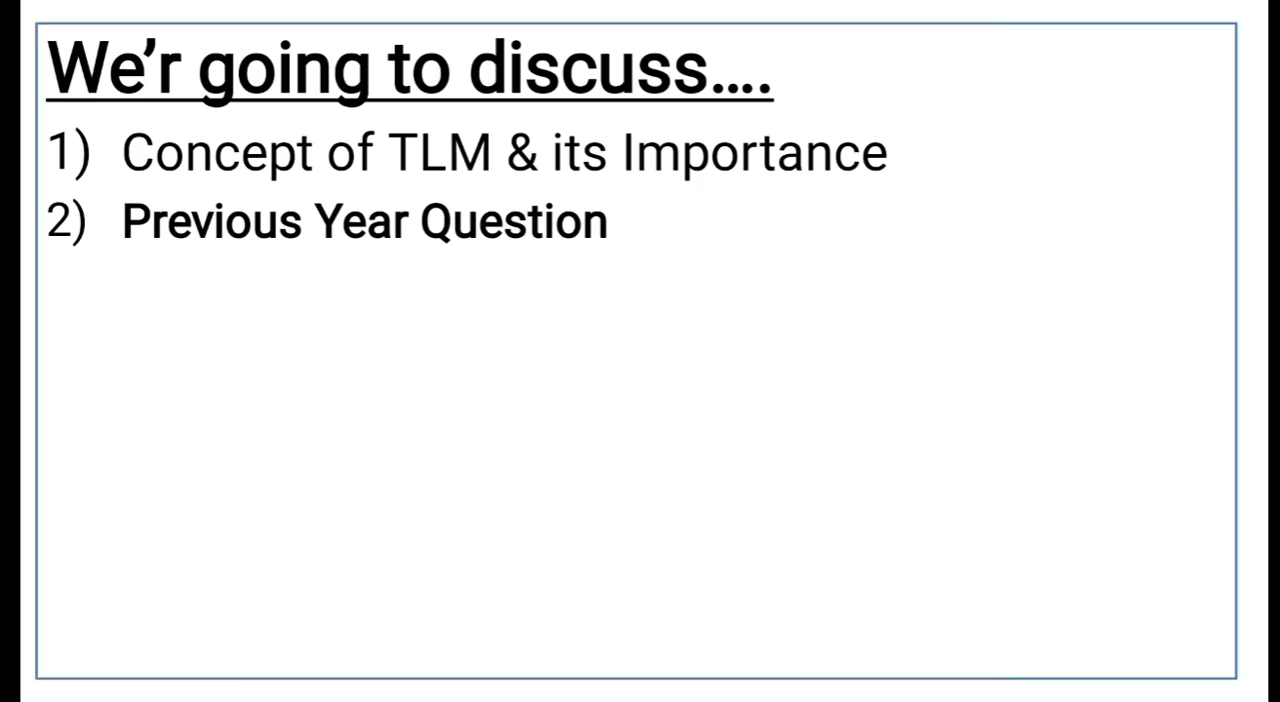 We'r going to discuss....
1) Concept of TLM & its Importance
2) Previous Year Question